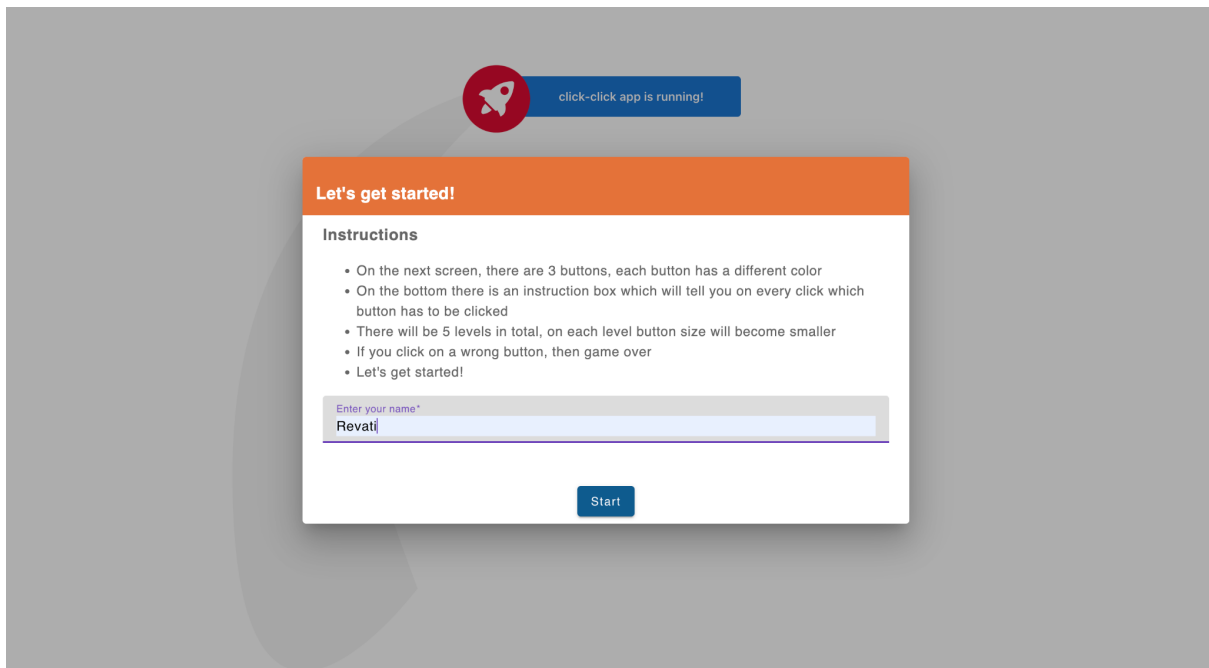 click-click app is running!
Let's get started!
Instructions
• On the next screen, there are 3 buttons, each button has a different color
• On the bottom there is an instruction box which will tell you on every click which
button has to be clicked
• There will be 5 levels in total, on each level button size will become smaller
• If you click on a wrong button, then game over
• Let's get started!
Enter your name*
Revati
Start